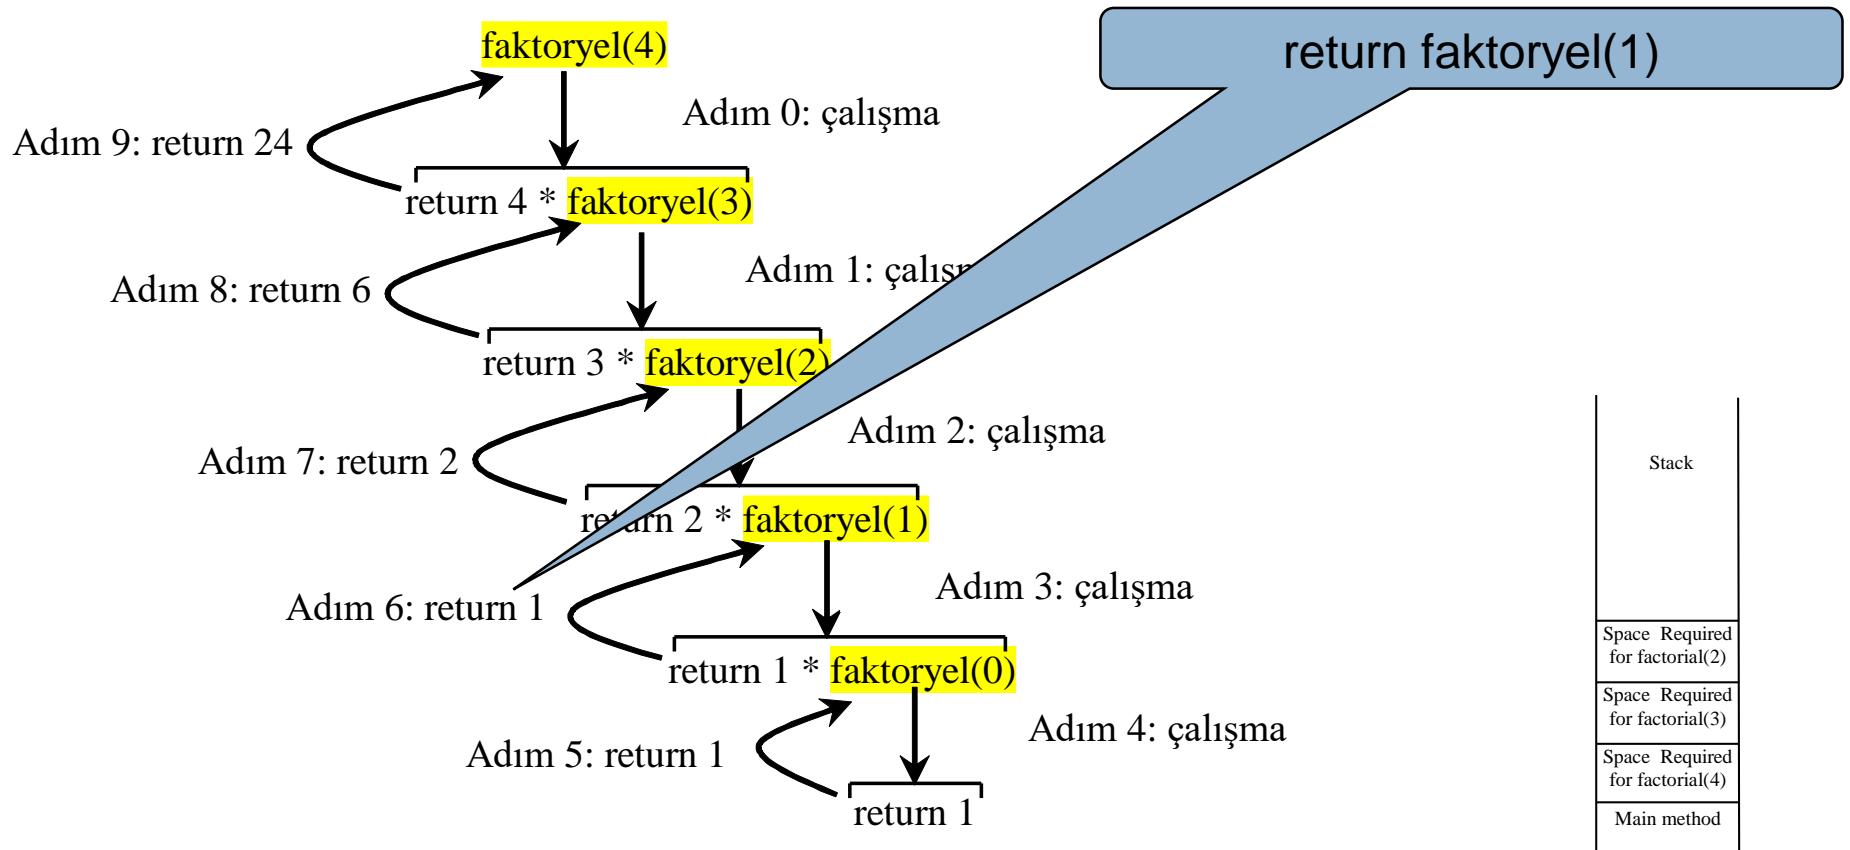 return faktoryel(1)
faktoryel(4)
Adım 0: çalışma
Adım 9: return 24
return 4 * faktoryel(3)
Adım 8: return 6
Adım 1:
return 3 * faktoryel(2)
Adım 2: çalışma
Adım 7: return 2
return 2 * faktoryel(1)
Adım 3: çalışma
Adım 6: return 1
return 1 * faktoryel(0)
Adım 4: çalışma
Adım 5: return 1
return 1
Stack
Space Required
for factorial(2)
Space Required
for factorial(3)
Space Required
for factorial(4)
Main method